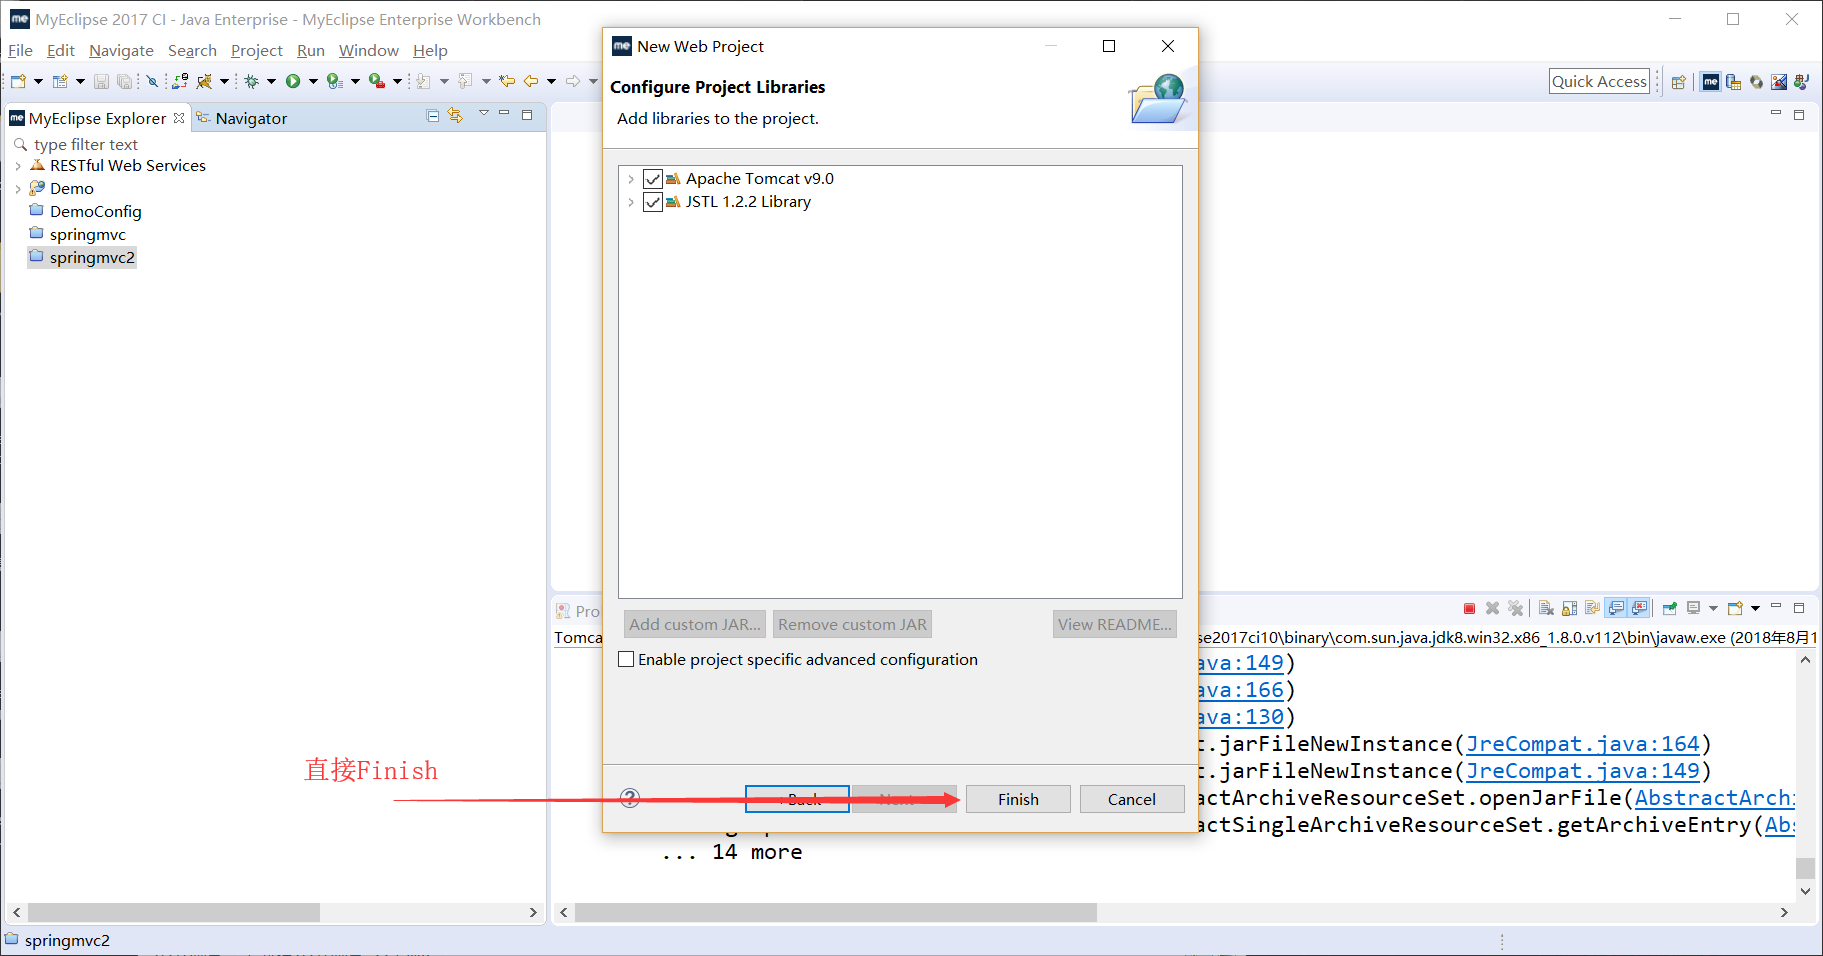 MyEclipse 2017 CI - Java Enterprise - MyEclipse Enterprise Workbench
File Edit Navigate Search Project Run Window Help
Quick Access
MyEclipse Explorer
Navigator
type filter text
RESTful Web Services
Demo
DemoConfig
springmvc
springmvc2
New Web Project
Configure Project Libraries
Add libraries to the project.
Apache Tomcat v9.0
JSTL 1.2.2 Library
Add custom JAR... Remove custom JAR View README...
Enable project specific advanced configuration
直接Finish
< Back Next > Finish Cancel
Pro
Tomca
se2017ci10\binary\com.sun.java.jdk8.win32.x86_1.8.0.v112\bin\javaw.exe (2018年8月1
ava:149)
ava:166)
ava:130)
t.jarFileNewInstance(JreCompat.java:164)
t.jarFileNewInstance(JreCompat.java:149)
actArchiveResourceSet.openJarFile(AbstractArchi
actSingleArchiveResourceSet.getArchiveEntry(Abs
... 14 more
springmvc2